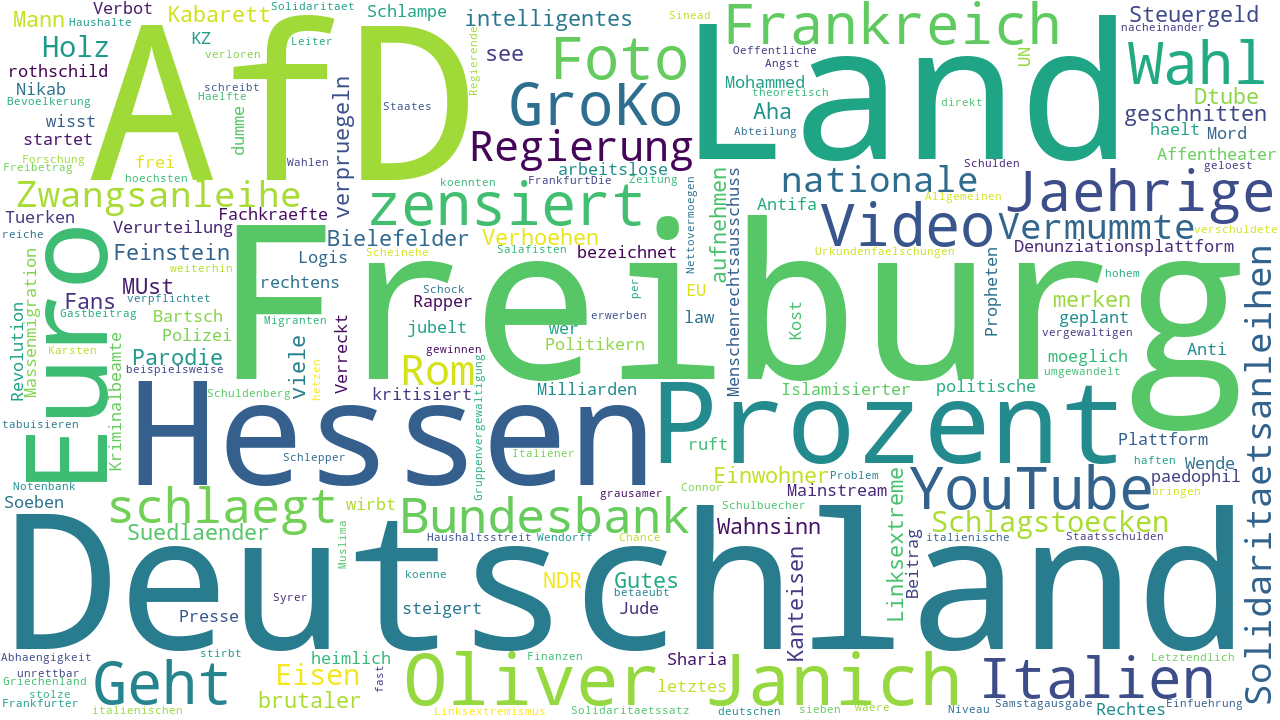 AfD
Land
Freiburg
Deutschland
Hessen
Prozent
Euro
Frankreich
Foto
GroKo
Regierung
Wahl
Jaehrige
Video
zensiert
YouTube
Bundesbank
Oliver
Janich
Italien
Geht
schlaegt
Rom
Zwangsanleihe
nationale
Vermummte
Solidaritaetsanleihen
Mann
Verbot
Haushalte
Kabarett
Solidaritaet
Schlampe
intelligentes
Sinead
Steuergeld
nacheinander
Holz
KZ
verloren
Leiter
Regierende
see
Oeffentliche
Angst
UN
rothschild
Nikab
Bevoelkerung
Haelfte
schreibt
Staates
Mohammed
theoretisch
direkt
Dtube
geschnitten
wisst
startet
dumme
verpruegeln
Aha
Abteilung
haelt
Mord
Affentheater
Forschung
Freibetrag
frei
hoechsten
Wahlen
arbeitslose
koennten
FrankfurtDie
Zeitung
Schulden
geloest
Tuerken
reiche
Fachkraefte
Verurteilung
Nettovermoegen
aufnehmen
Menschenrechtsausschuss
Antifa
Allgemeinen
verschuldete
Feinstein
weiterhin
Bielefelder
Logis
Scheinehe
Verhoehen
Salafisten
bezeichnet
Urkundenfaelschungen
Denunziationsplattform
Massenmigration
Fans
MUst
verpflichtet
rechtens
Schock
Rapper
per
EU
Propheten
hohem
merken
Revolution
Gastbeitrag
Bartsch
Polizei
Migranten
jubelt
wer
erwerben
law
Kost
geplant
vergewaltigen
Karsten
Kriminalbeamte
Parodie
beispielsweise
viele
Verreckt
gewinnen
Politikern
moeglich
umgewandelt
Anti
Schuldenberg
hetzen
kritisiert
Gruppenvergewaltigung
Milliarden
Islamisierter
politische
tabuisieren
Schlepper
Italiener
ruft
Plattform
Notenbank
Soeben
wirbt
grausamer
Connor
Einwohner
Problem
Mainstream
Schulbuecher
haften
Wende
paedophil
bringen
Suedlaender
Muslima
Haushaltsstreit
Wendorff
Chance
Wahnsinn
Linksextreme
Beitrag
Schlagstoecken
italienische
Staatsschulden
Syrer
koenne
NDR
Gutes
betaeubt
Jude
Kanteisen
Presse
steigert
Abhaengigkeit
unrettbar
Griechenland
stolze
Frankfurter
stirbt
heimlich
Eisen
brutaler
fast
Finanzen
Sharia
letztes
Letztendlich
italienischen
Linksextremismus
Solidaritaetssatz
deutschen
sieben
waere
Niveau
Samstagausgabe
Rechtes
Einfuehrung